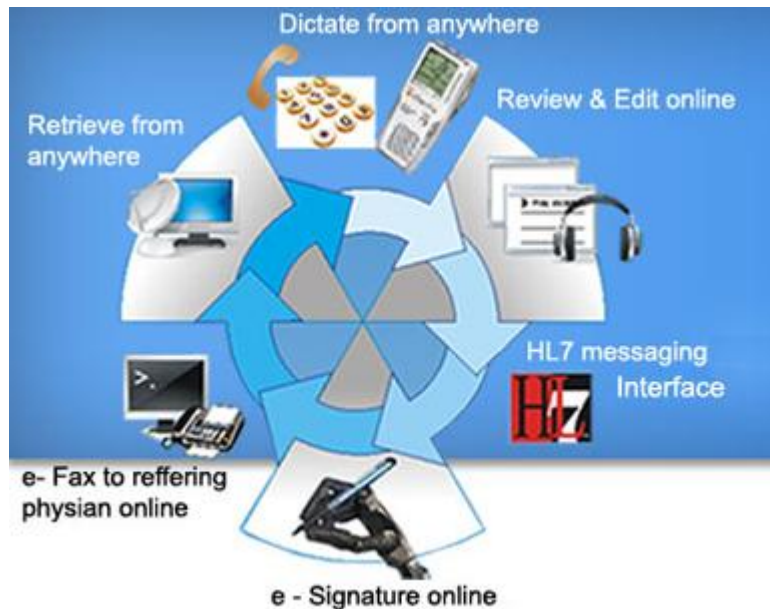 Dictate from anywhere
Review & Edit online
Retrieve from
anywhere
HL7 messaging
Interface
HL7
e- Fax to reffering
physian online
e - Signature online